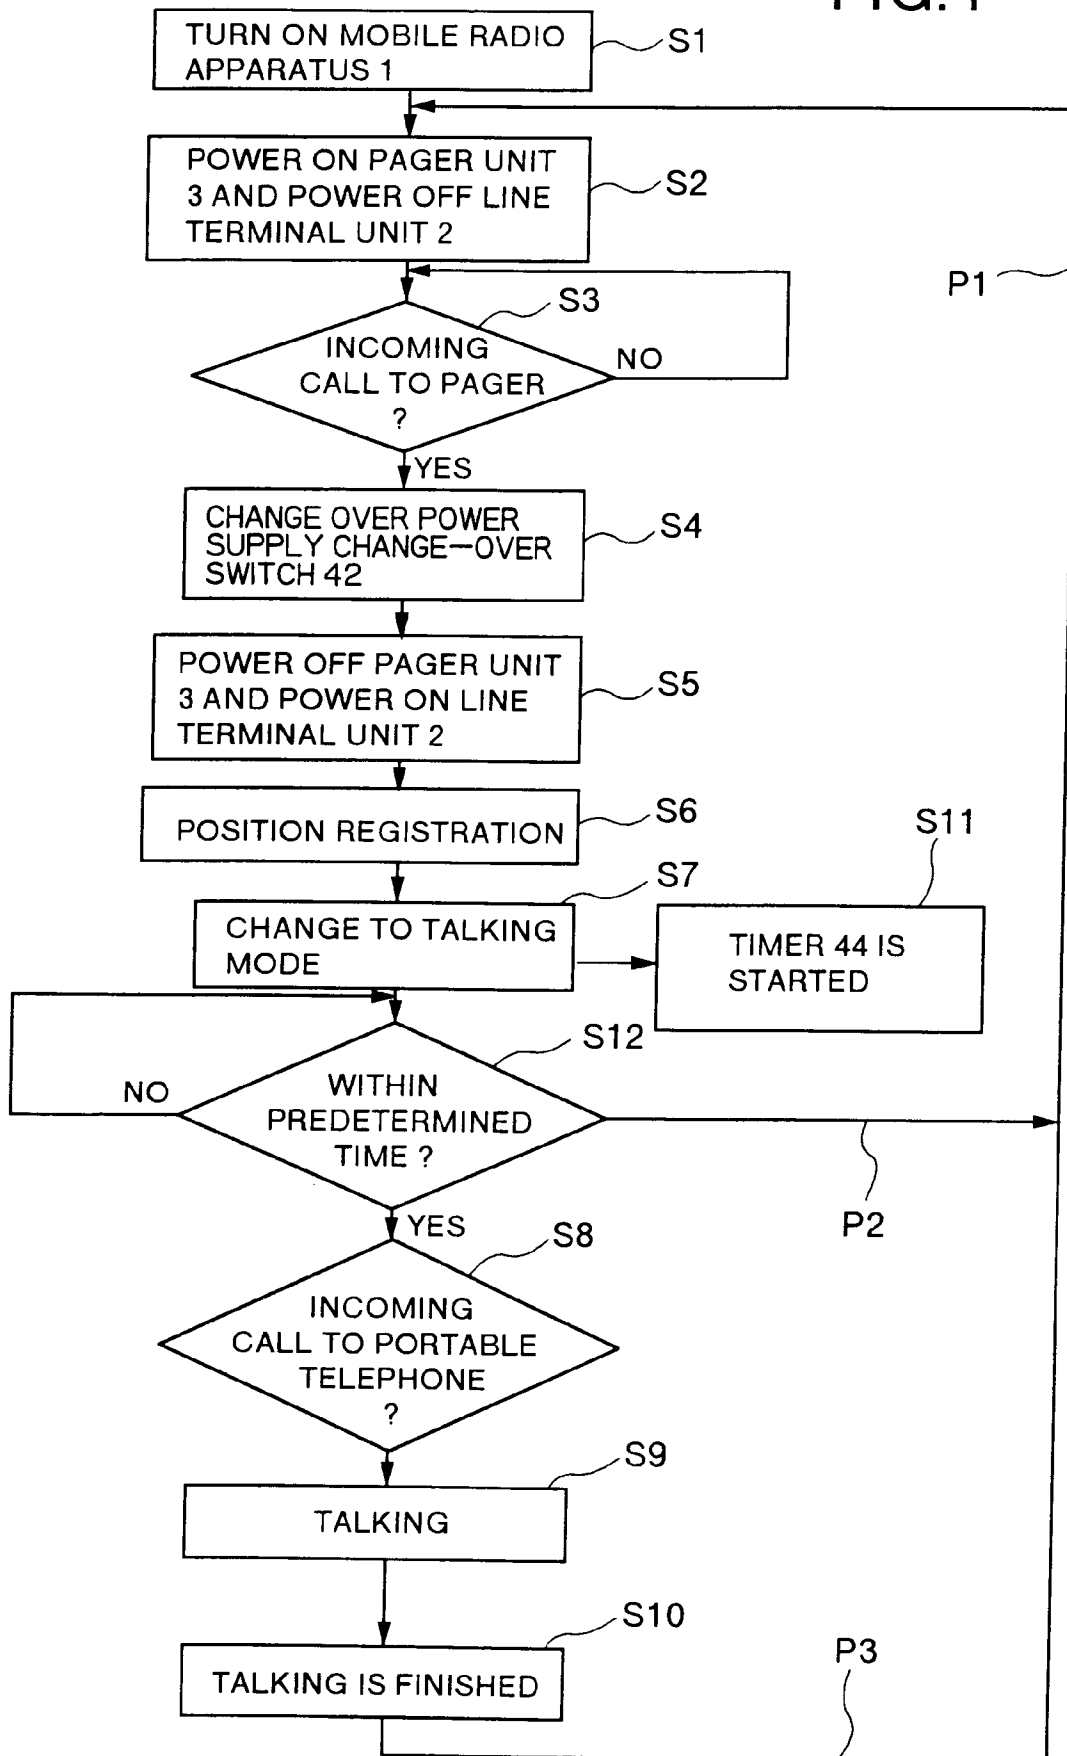 TURN ON MOBILE RADIO
APPARATUS 1
S1
POWER ON PAGER UNIT
3 AND POWER OFF LINE
TERMINAL UNIT 2
S2
P1
S3
INCOMING
CALL TO PAGER
?
NO
YES
CHANGE OVER POWER
SUPPLY CHANGE-OVER
SWITCH 42
S4
POWER OFF PAGER UNIT
3 AND POWER ON LINE
TERMINAL UNIT 2
S5
POSITION REGISTRATION
S6
S11
S7
CHANGE TO TALKING
MODE
TIMER 44 IS
STARTED
S12
NO
WITHIN
PREDETERMINED
TIME ?
P2
YES
S8
INCOMING
CALL TO PORTABLE
TELEPHONE
?
S9
TALKING
S10
TALKING IS FINISHED
P3